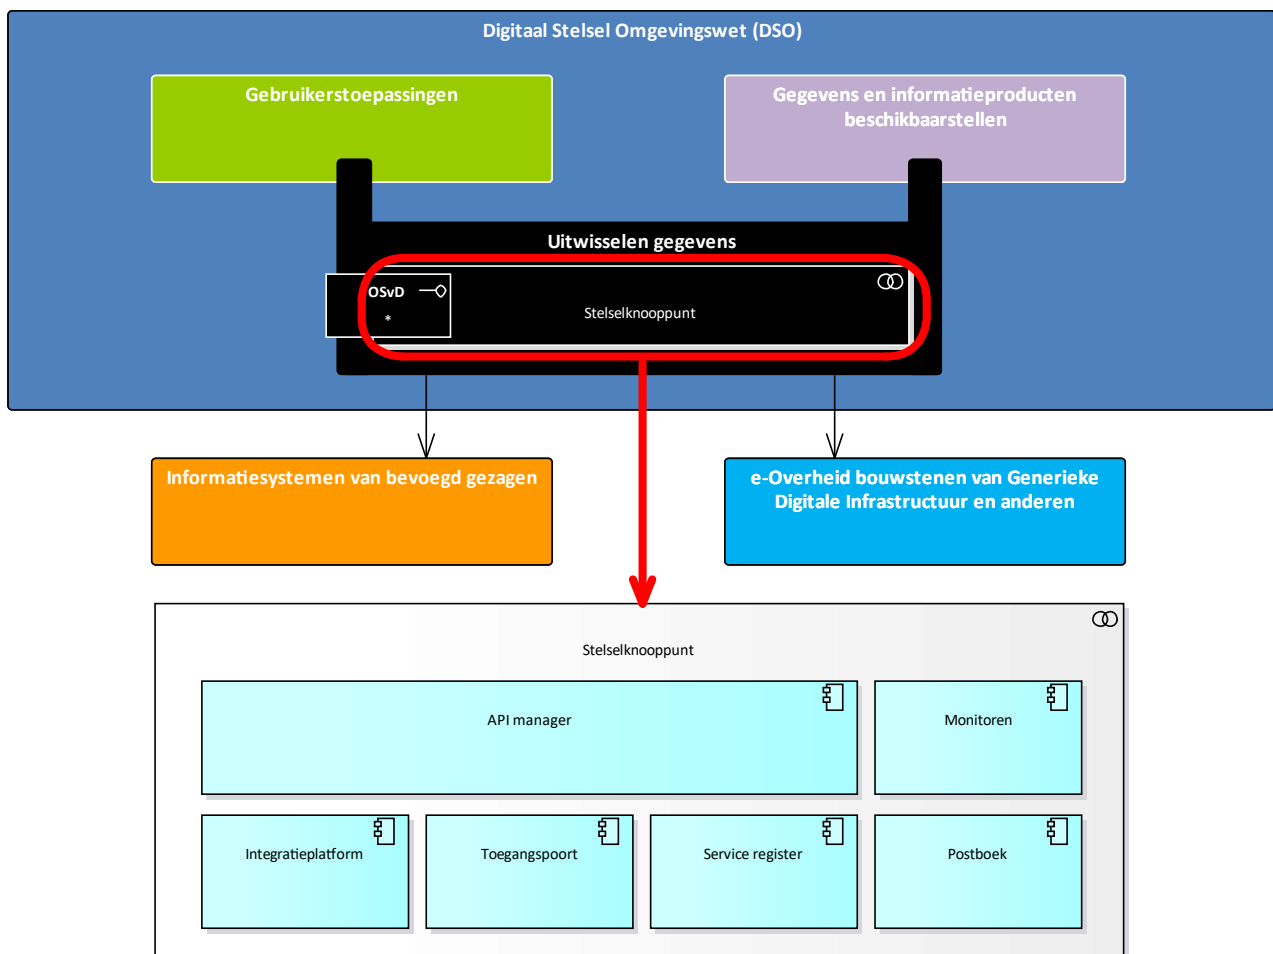 Digitaal Stelsel Omgevingswet (DSO)
Gebruikerstoepassingen
Gegevens en informatieproducten
beschikbaarstellen
Uitwisselen gegevens
OSvD
*
Stelselknooppunt
Informatiesystemen van bevoegd gezagen
e-Overheid bouwstenen van Generieke
Digitale Infrastructuur en anderen
Stelselknooppunt
API manager
Monitoren
Integratieplatform
Toegangspoort
Service register
Postboek